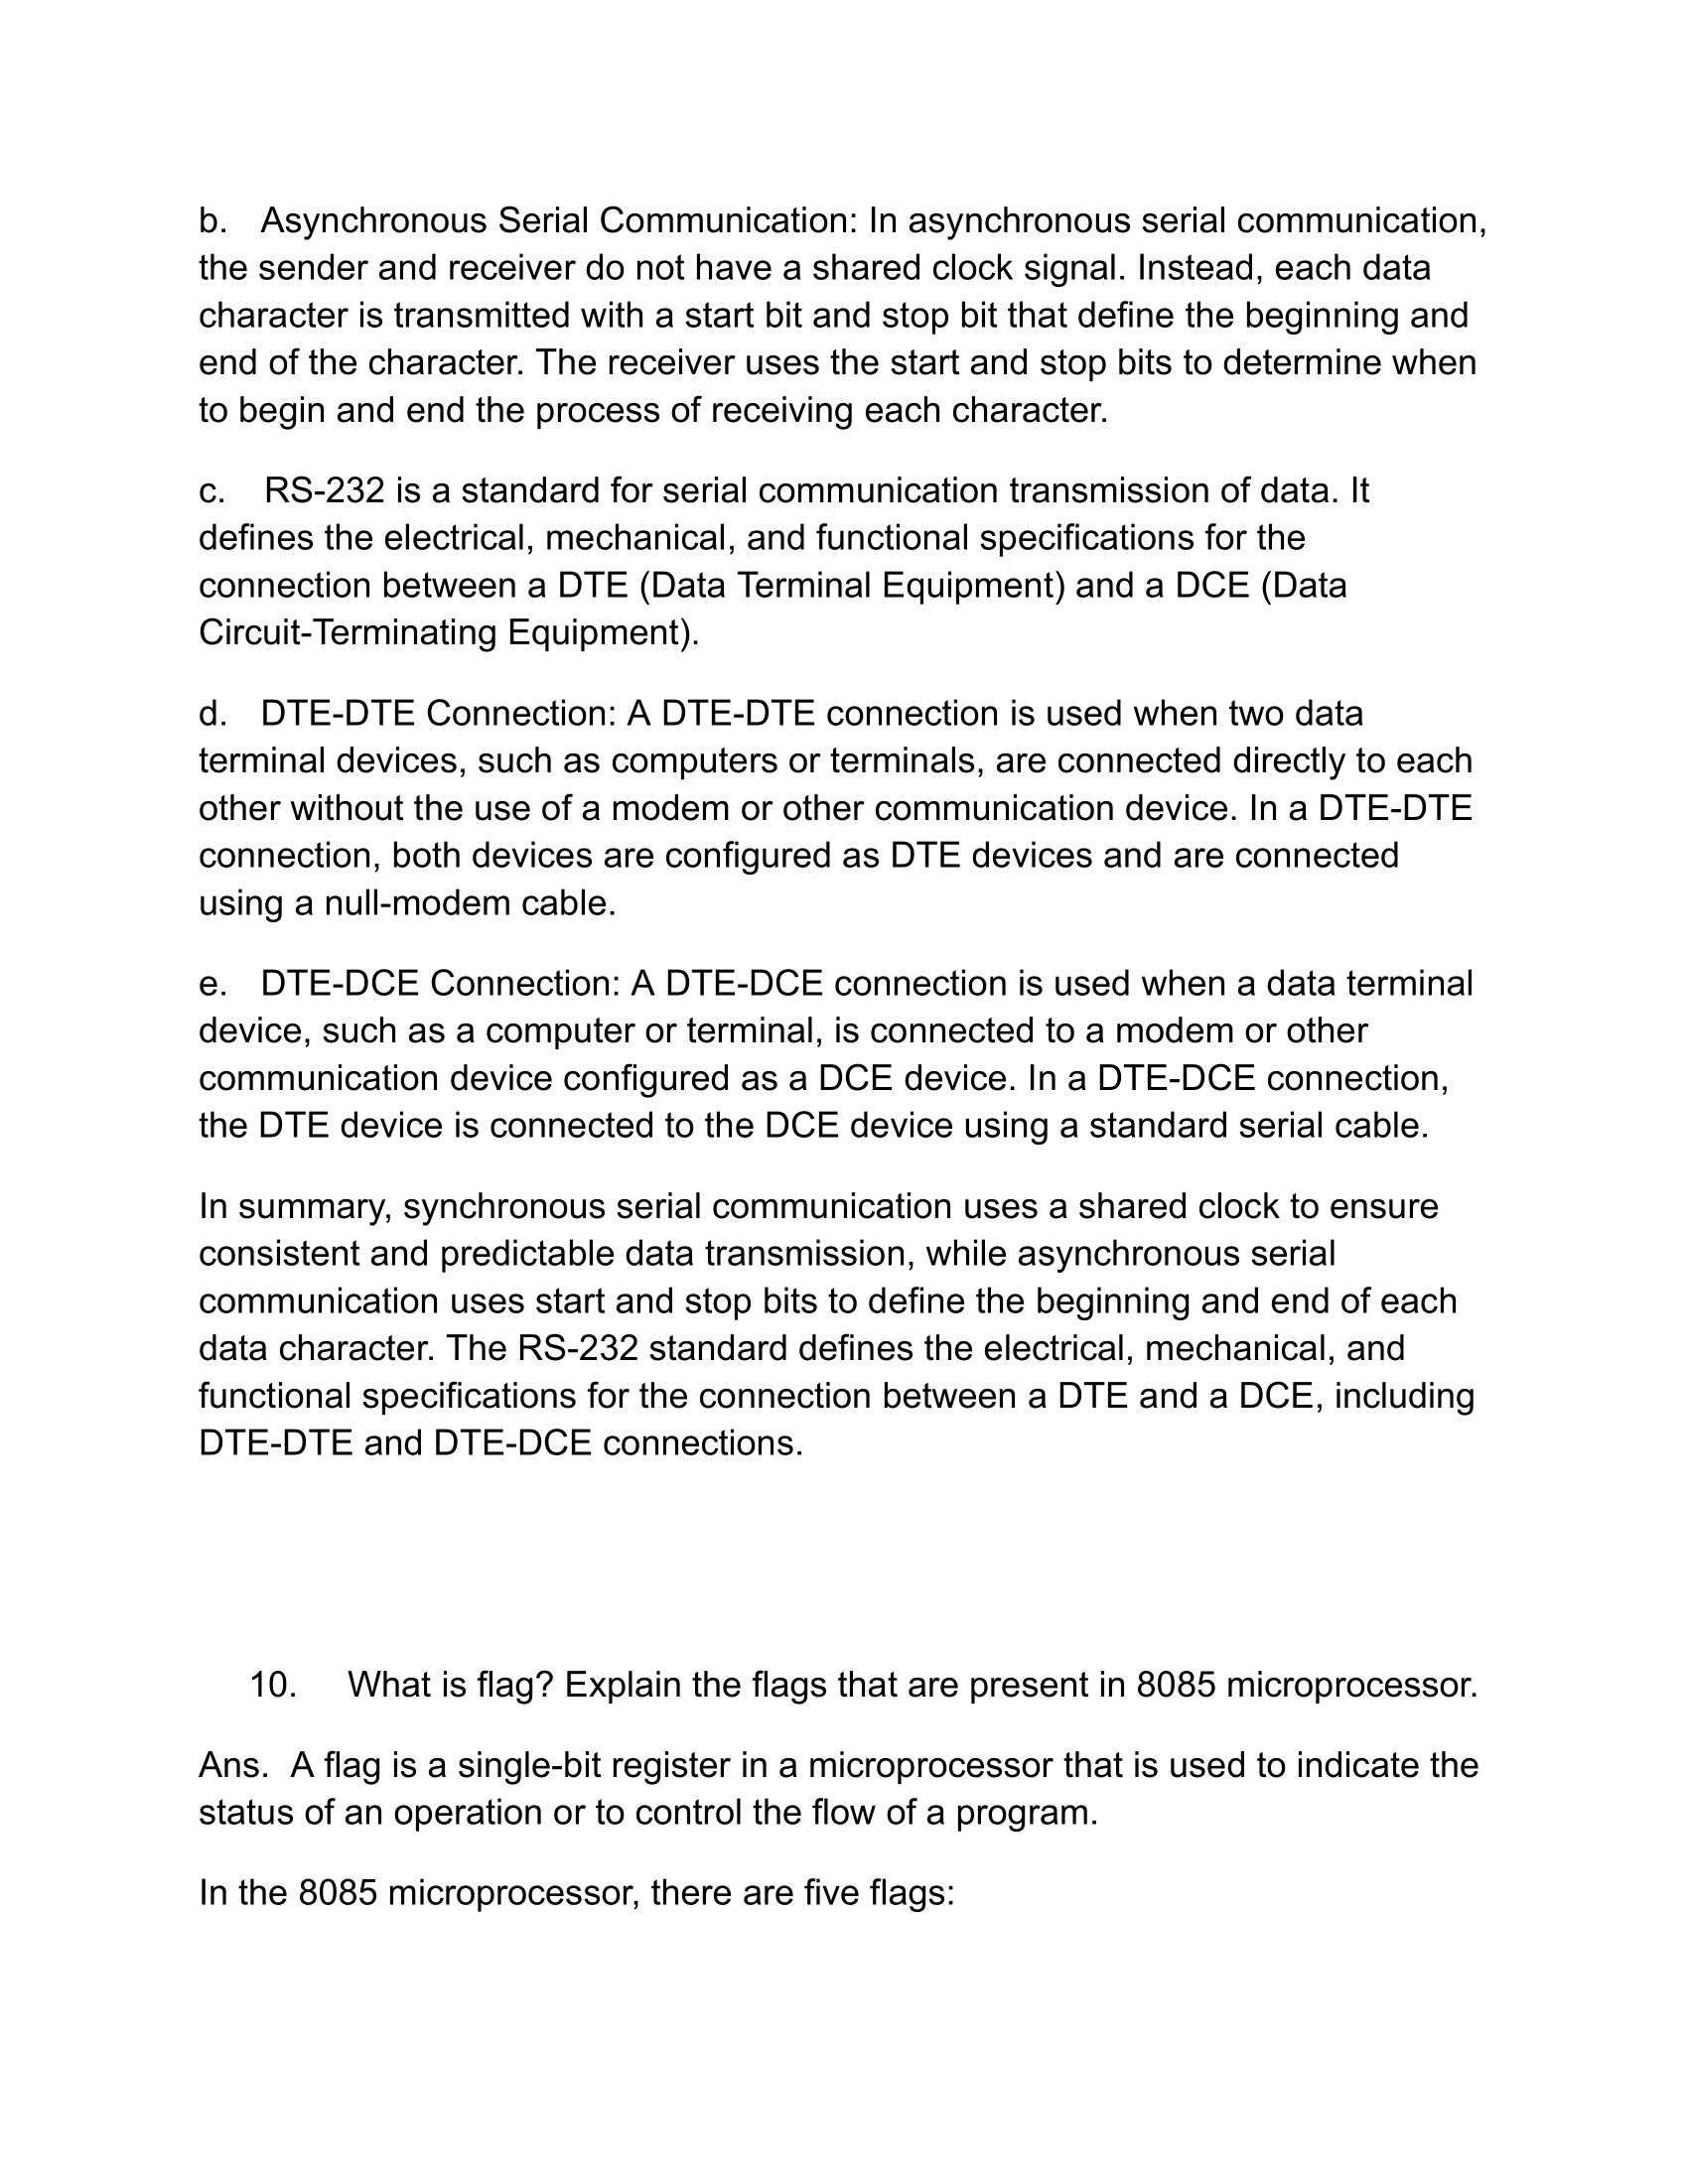 b. Asynchronous Serial Communication: In asynchronous serial communication,
the sender and receiver do not have a shared clock signal. Instead, each data
character is transmitted with a start bit and stop bit that define the beginning and
end of the character. The receiver uses the start and stop bits to determine when
to begin and end the process of receiving each character.
c. RS-232 is a standard for serial communication transmission of data. It
defines the electrical, mechanical, and functional specifications for the
connection between a DTE (Data Terminal Equipment) and a DCE (Data
Circuit-Terminating Equipment).
d. DTE-DTE Connection: A DTE-DTE connection is used when two data
terminal devices, such as computers or terminals, are connected directly to each
other without the use of a modem or other communication device. In a DTE-DTE
connection, both devices are configured as DTE devices and are connected
using a null-modem cable.
e. DTE-DCE Connection: A DTE-DCE connection is used when a data terminal
device, such as a computer or terminal, is connected to a modem or other
communication device configured as a DCE device. In a DTE-DCE connection,
the DTE device is connected to the DCE device using a standard serial cable.
In summary, synchronous serial communication uses a shared clock to ensure
consistent and predictable data transmission, while asynchronous serial
communication uses start and stop bits to define the beginning and end of each
data character. The RS-232 standard defines the electrical, mechanical, and
functional specifications for the connection between a DTE and a DCE, including
DTE-DTE and DTE-DCE connections.
10. What is flag? Explain the flags that are present in 8085 microprocessor.
Ans. A flag is a single-bit register in a microprocessor that is used to indicate the
status of an operation or to control the flow of a program.
In the 8085 microprocessor, there are five flags: